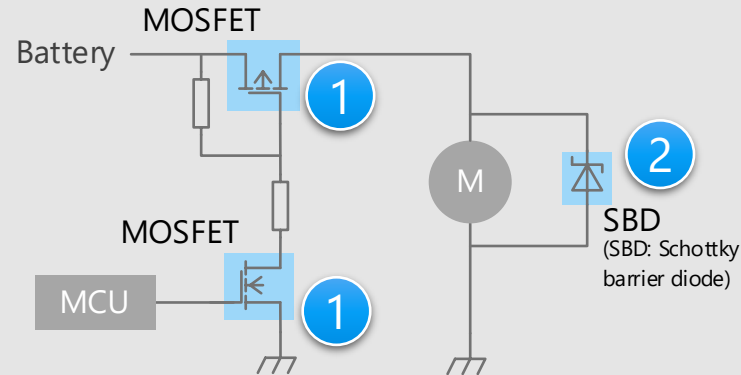 MOSFET
Battery
1
2
M
SBD
(SBD: Schottky
barrier diode)
MOSFET
MCU
1